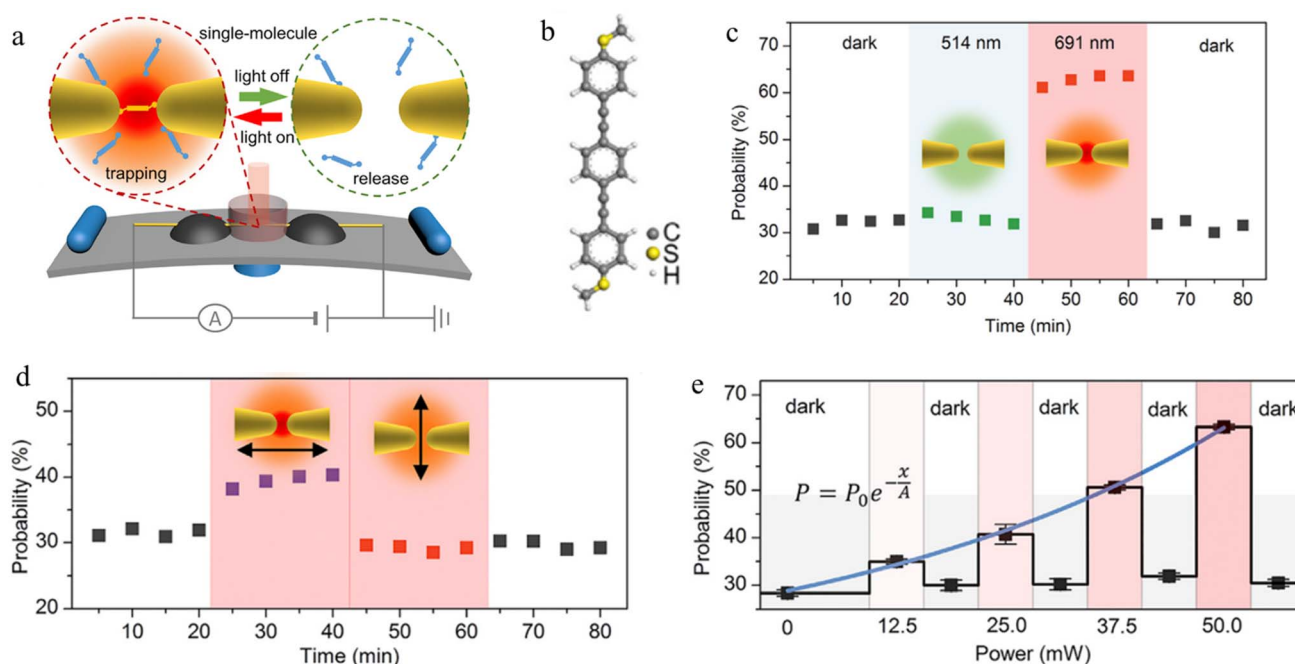 a
single-molecule
light off
light on
trapping
release
A
b
C
S
H
c
Probability (%)
70
60
50
40
30
20
dark
514 nm
691 nm
dark
10 20 30 40 50 60 70 80
Time (min)
d
Probability (%)
50
40
30
20
10 20 30 40 50 60 70 80
Time (min)
e
Probability (%)
70
60
50
40
30
dark
dark
dark
dark
dark
P = P₀e^{-x/A}
0 12.5 25.0 37.5 50.0
Power (mW)